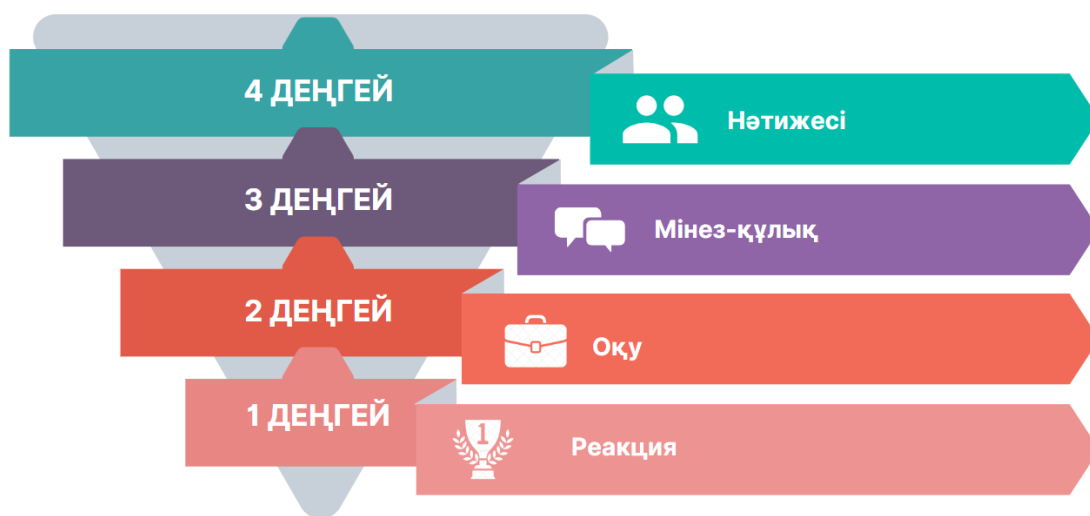 4 ДЕҢГЕЙ
Нәтижесі
3 ДЕҢГЕЙ
Мінез-құлық
2 ДЕҢГЕЙ
Оқу
1 ДЕҢГЕЙ
1
Реакция